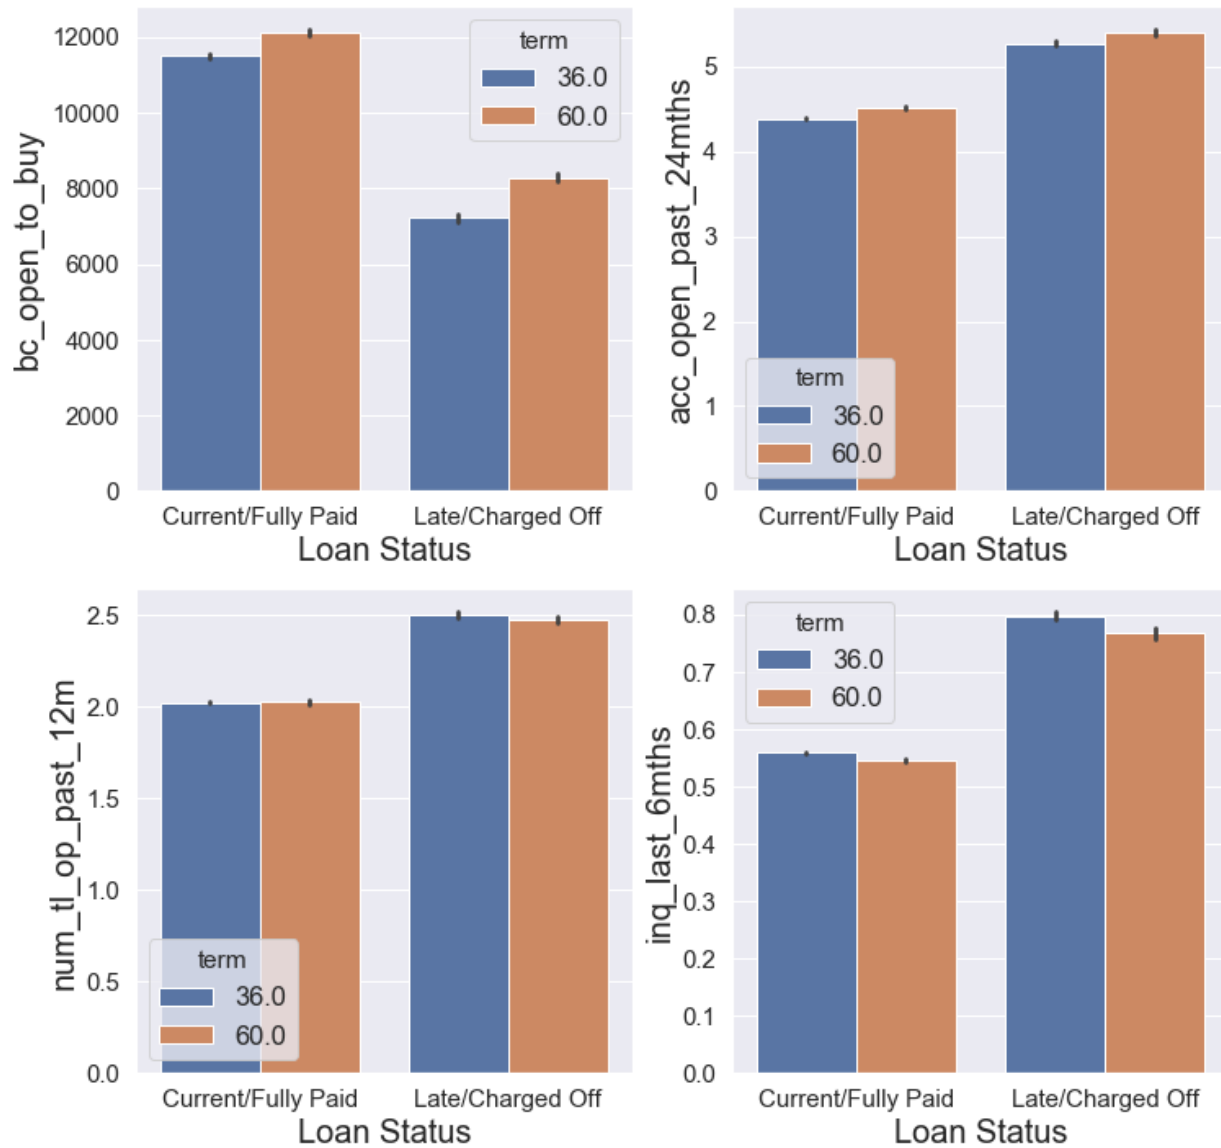 bc_open_to_buy
12000
10000
8000
6000
4000
2000
0
term
36.0
60.0
Current/Fully Paid
Late/Charged Off
Loan Status
acc_open_past_24mths
5
4
3
2
1
0
term
36.0
60.0
Current/Fully Paid
Late/Charged Off
Loan Status
num_tl_op_past_12m
2.5
2.0
1.5
1.0
0.5
0.0
term
36.0
60.0
Current/Fully Paid
Late/Charged Off
Loan Status
inq_last_6mths
0.8
0.7
0.6
0.5
0.4
0.3
0.2
0.1
0.0
term
36.0
60.0
Current/Fully Paid
Late/Charged Off
Loan Status